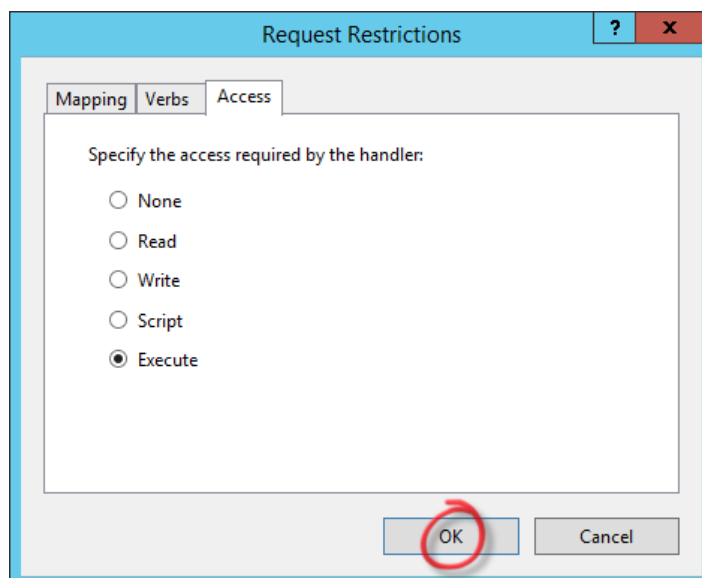 Request Restrictions
? x
Mapping Verbs Access
Specify the access required by the handler:
None
Read
Write
Script
Execute
OK Cancel